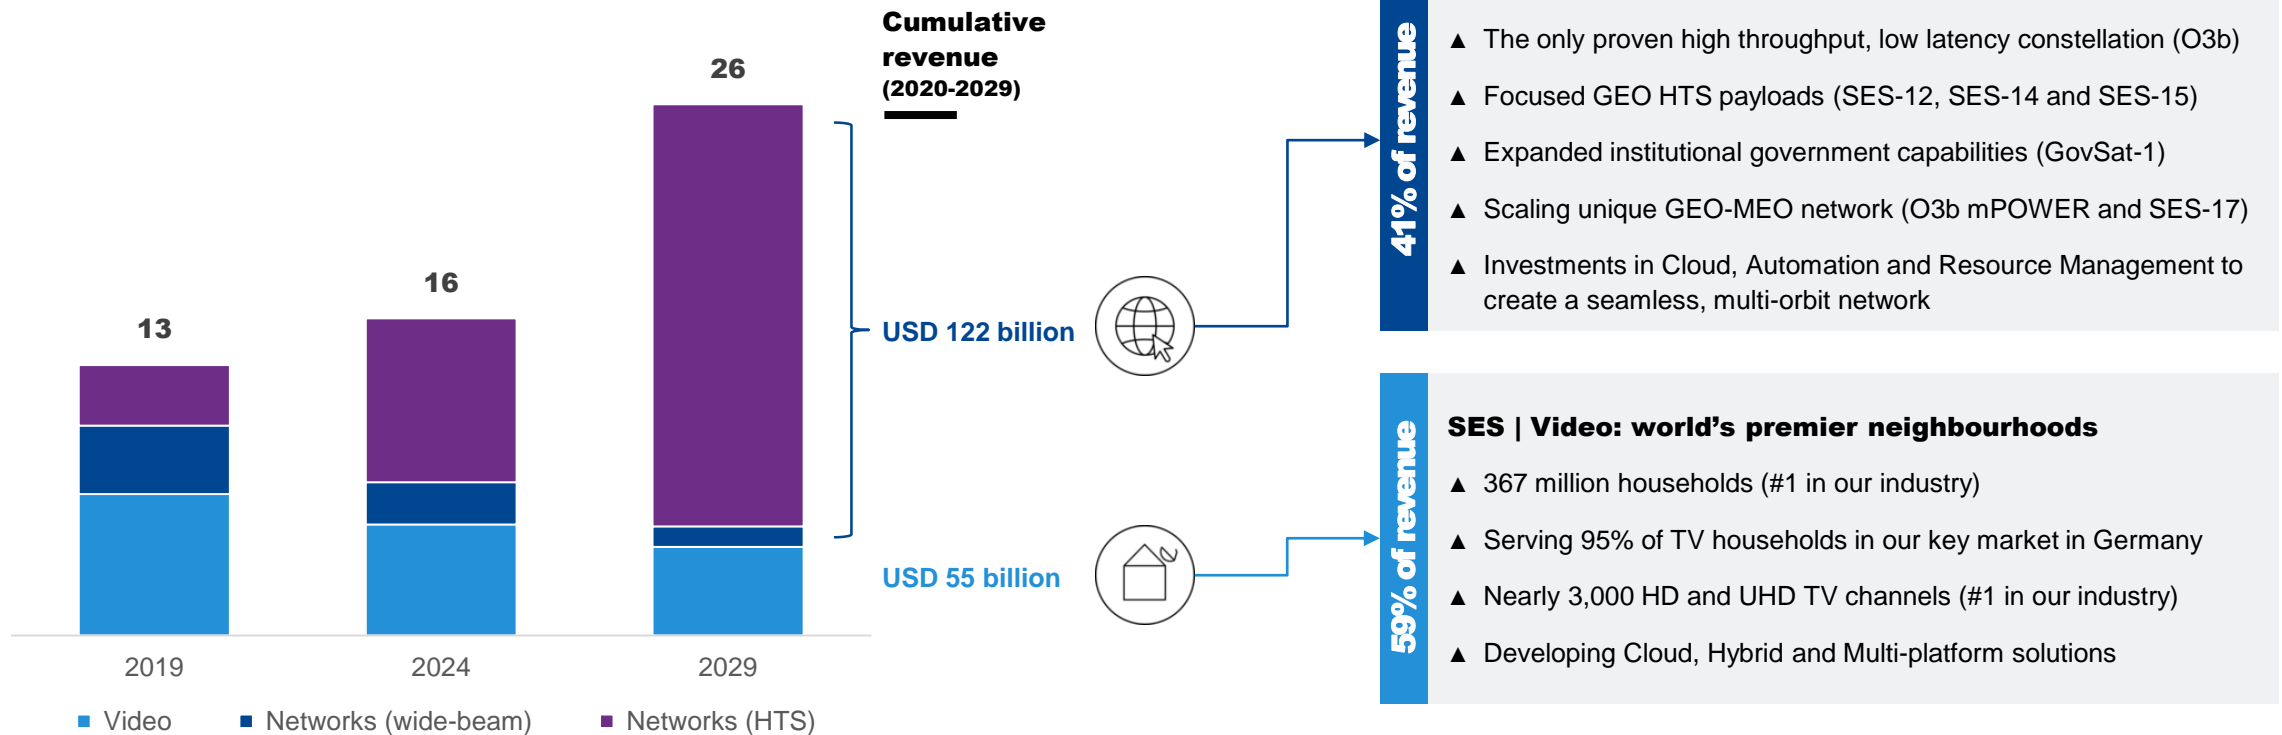 13
16
26
2019
2024
2029
Video
Networks (wide-beam)
Networks (HTS)
Cumulative
revenue
(2020-2029)
USD 122 billion
USD 55 billion
41% of revenue
▲ The only proven high throughput, low latency constellation (O3b)
▲ Focused GEO HTS payloads (SES-12, SES-14 and SES-15)
▲ Expanded institutional government capabilities (GovSat-1)
▲ Scaling unique GEO-MEO network (O3b mPOWER and SES-17)
▲ Investments in Cloud, Automation and Resource Management to
create a seamless, multi-orbit network
59% of revenue
SES | Video: world’s premier neighbourhoods
▲ 367 million households (#1 in our industry)
▲ Serving 95% of TV households in our key market in Germany
▲ Nearly 3,000 HD and UHD TV channels (#1 in our industry)
▲ Developing Cloud, Hybrid and Multi-platform solutions